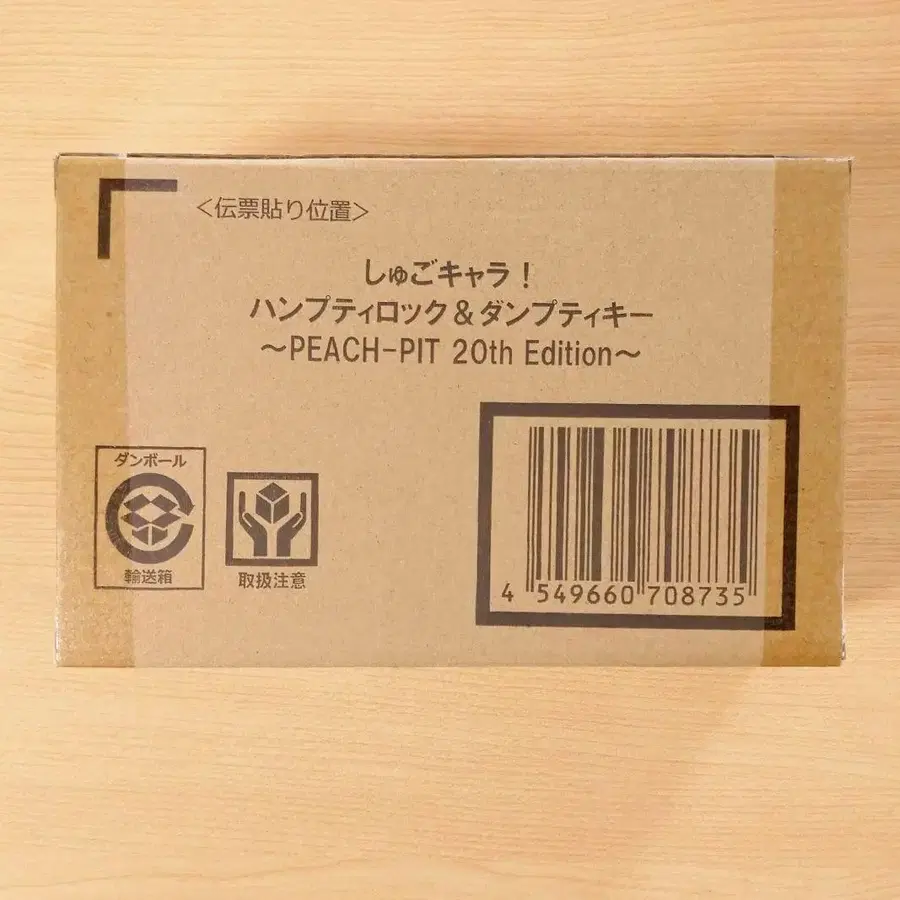 <伝票貼り位置>
しゅごキャラ!
ハンプティロック&ダンプティキー
〜PEACH-PIT 20th Edition〜
ダンボール
輸送箱
取扱注意
4 549660 708735